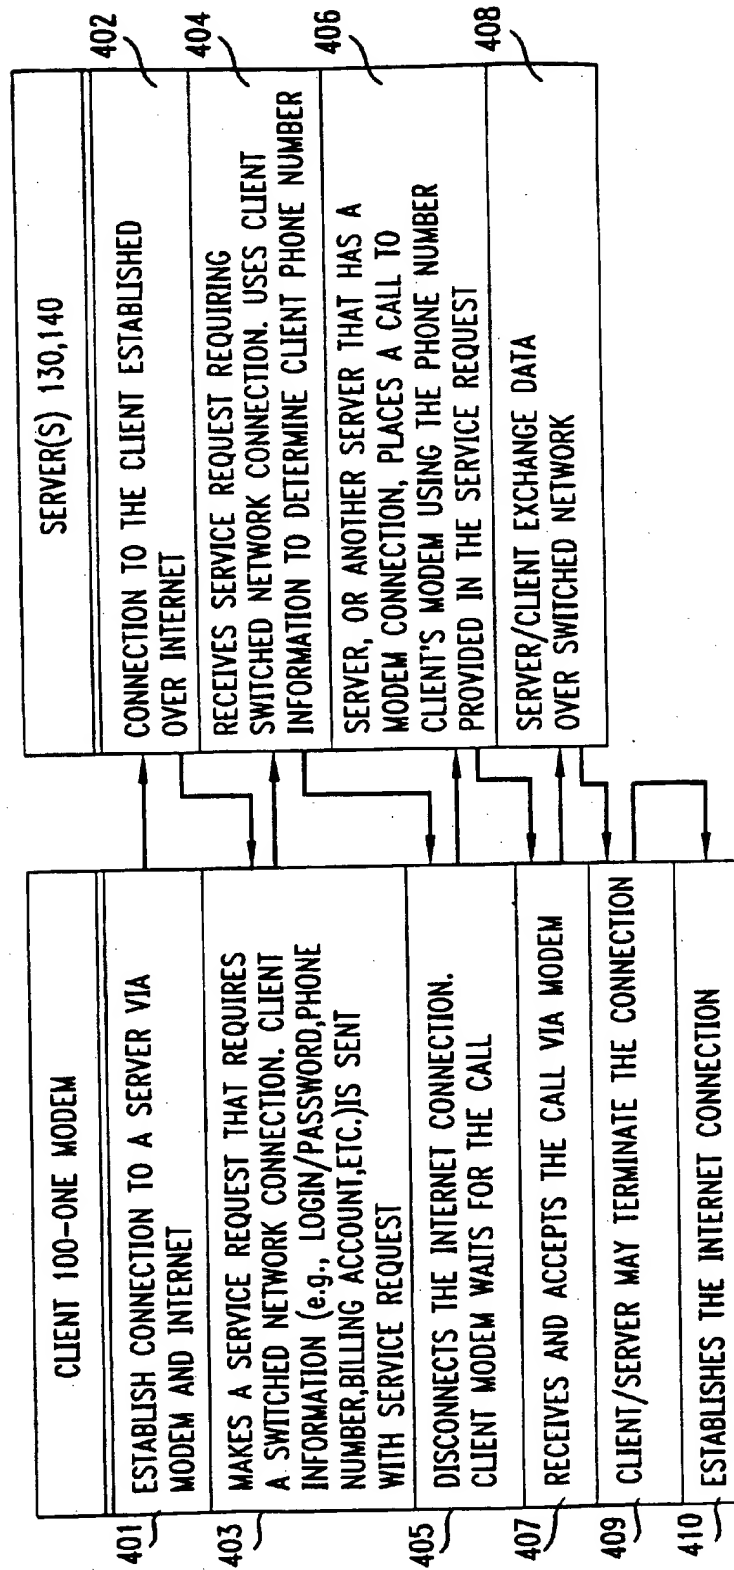 CLIENT 100-ONE MODEM
401
ESTABLISH CONNECTION TO A SERVER VIA
MODEM AND INTERNET
403
MAKES A SERVICE REQUEST THAT REQUIRES
A SWITCHED NETWORK CONNECTION. CLIENT
INFORMATION (e.g., LOGIN/PASSWORD,PHONE
NUMBER,BILLING ACCOUNT,ETC.)IS SENT
WITH SERVICE REQUEST
405
DISCONNECTS THE INTERNET CONNECTION.
CLIENT MODEM WAITS FOR THE CALL
407
RECEIVES AND ACCEPTS THE CALL VIA MODEM
409
CLIENT/SERVER MAY TERMINATE THE CONNECTION
410
ESTABLISHES THE INTERNET CONNECTION
SERVER(S) 130,140
CONNECTION TO THE CLIENT ESTABLISHED
OVER INTERNET
402
RECEIVES SERVICE REQUEST REQUIRING
SWITCHED NETWORK CONNECTION. USES CLIENT
INFORMATION TO DETERMINE CLIENT PHONE NUMBER
404
SERVER, OR ANOTHER SERVER THAT HAS A
MODEM CONNECTION, PLACES A CALL TO
CLIENT'S MODEM USING THE PHONE NUMBER
PROVIDED IN THE SERVICE REQUEST
406
SERVER/CLIENT EXCHANGE DATA
OVER SWITCHED NETWORK
408